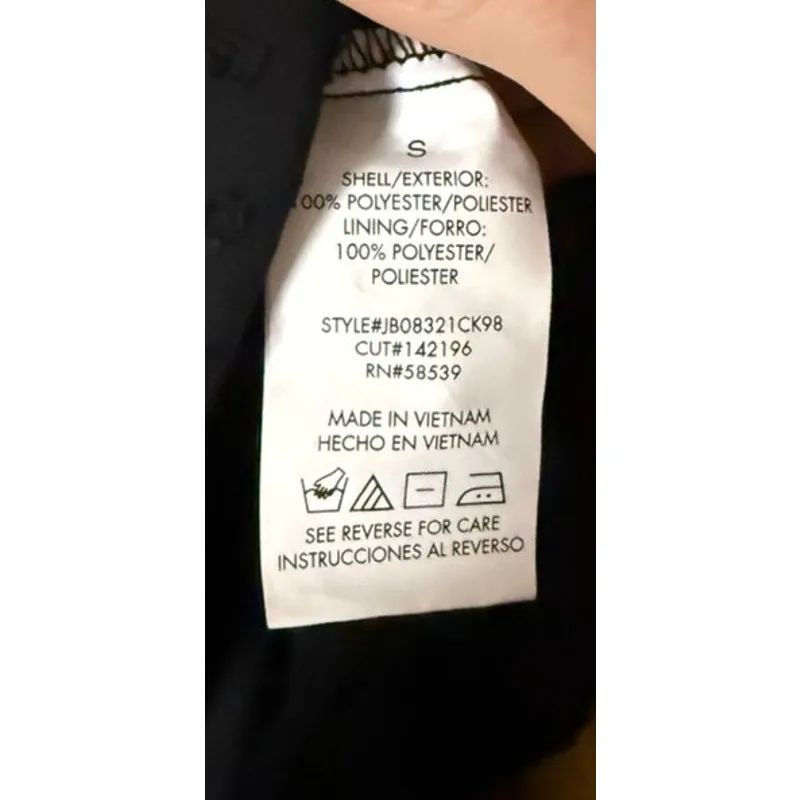 S
SHELL/EXTERIOR:
100% POLYESTER/POLIESTER
LINING/FORRO:
100% POLYESTER/
POLIESTER
STYLE#JB08321CK98
CUT#142196
RN#58539
MADE IN VIETNAM
HECHO EN VIETNAM
SEE REVERSE FOR CARE
INSTRUCCIONES AL REVERSO